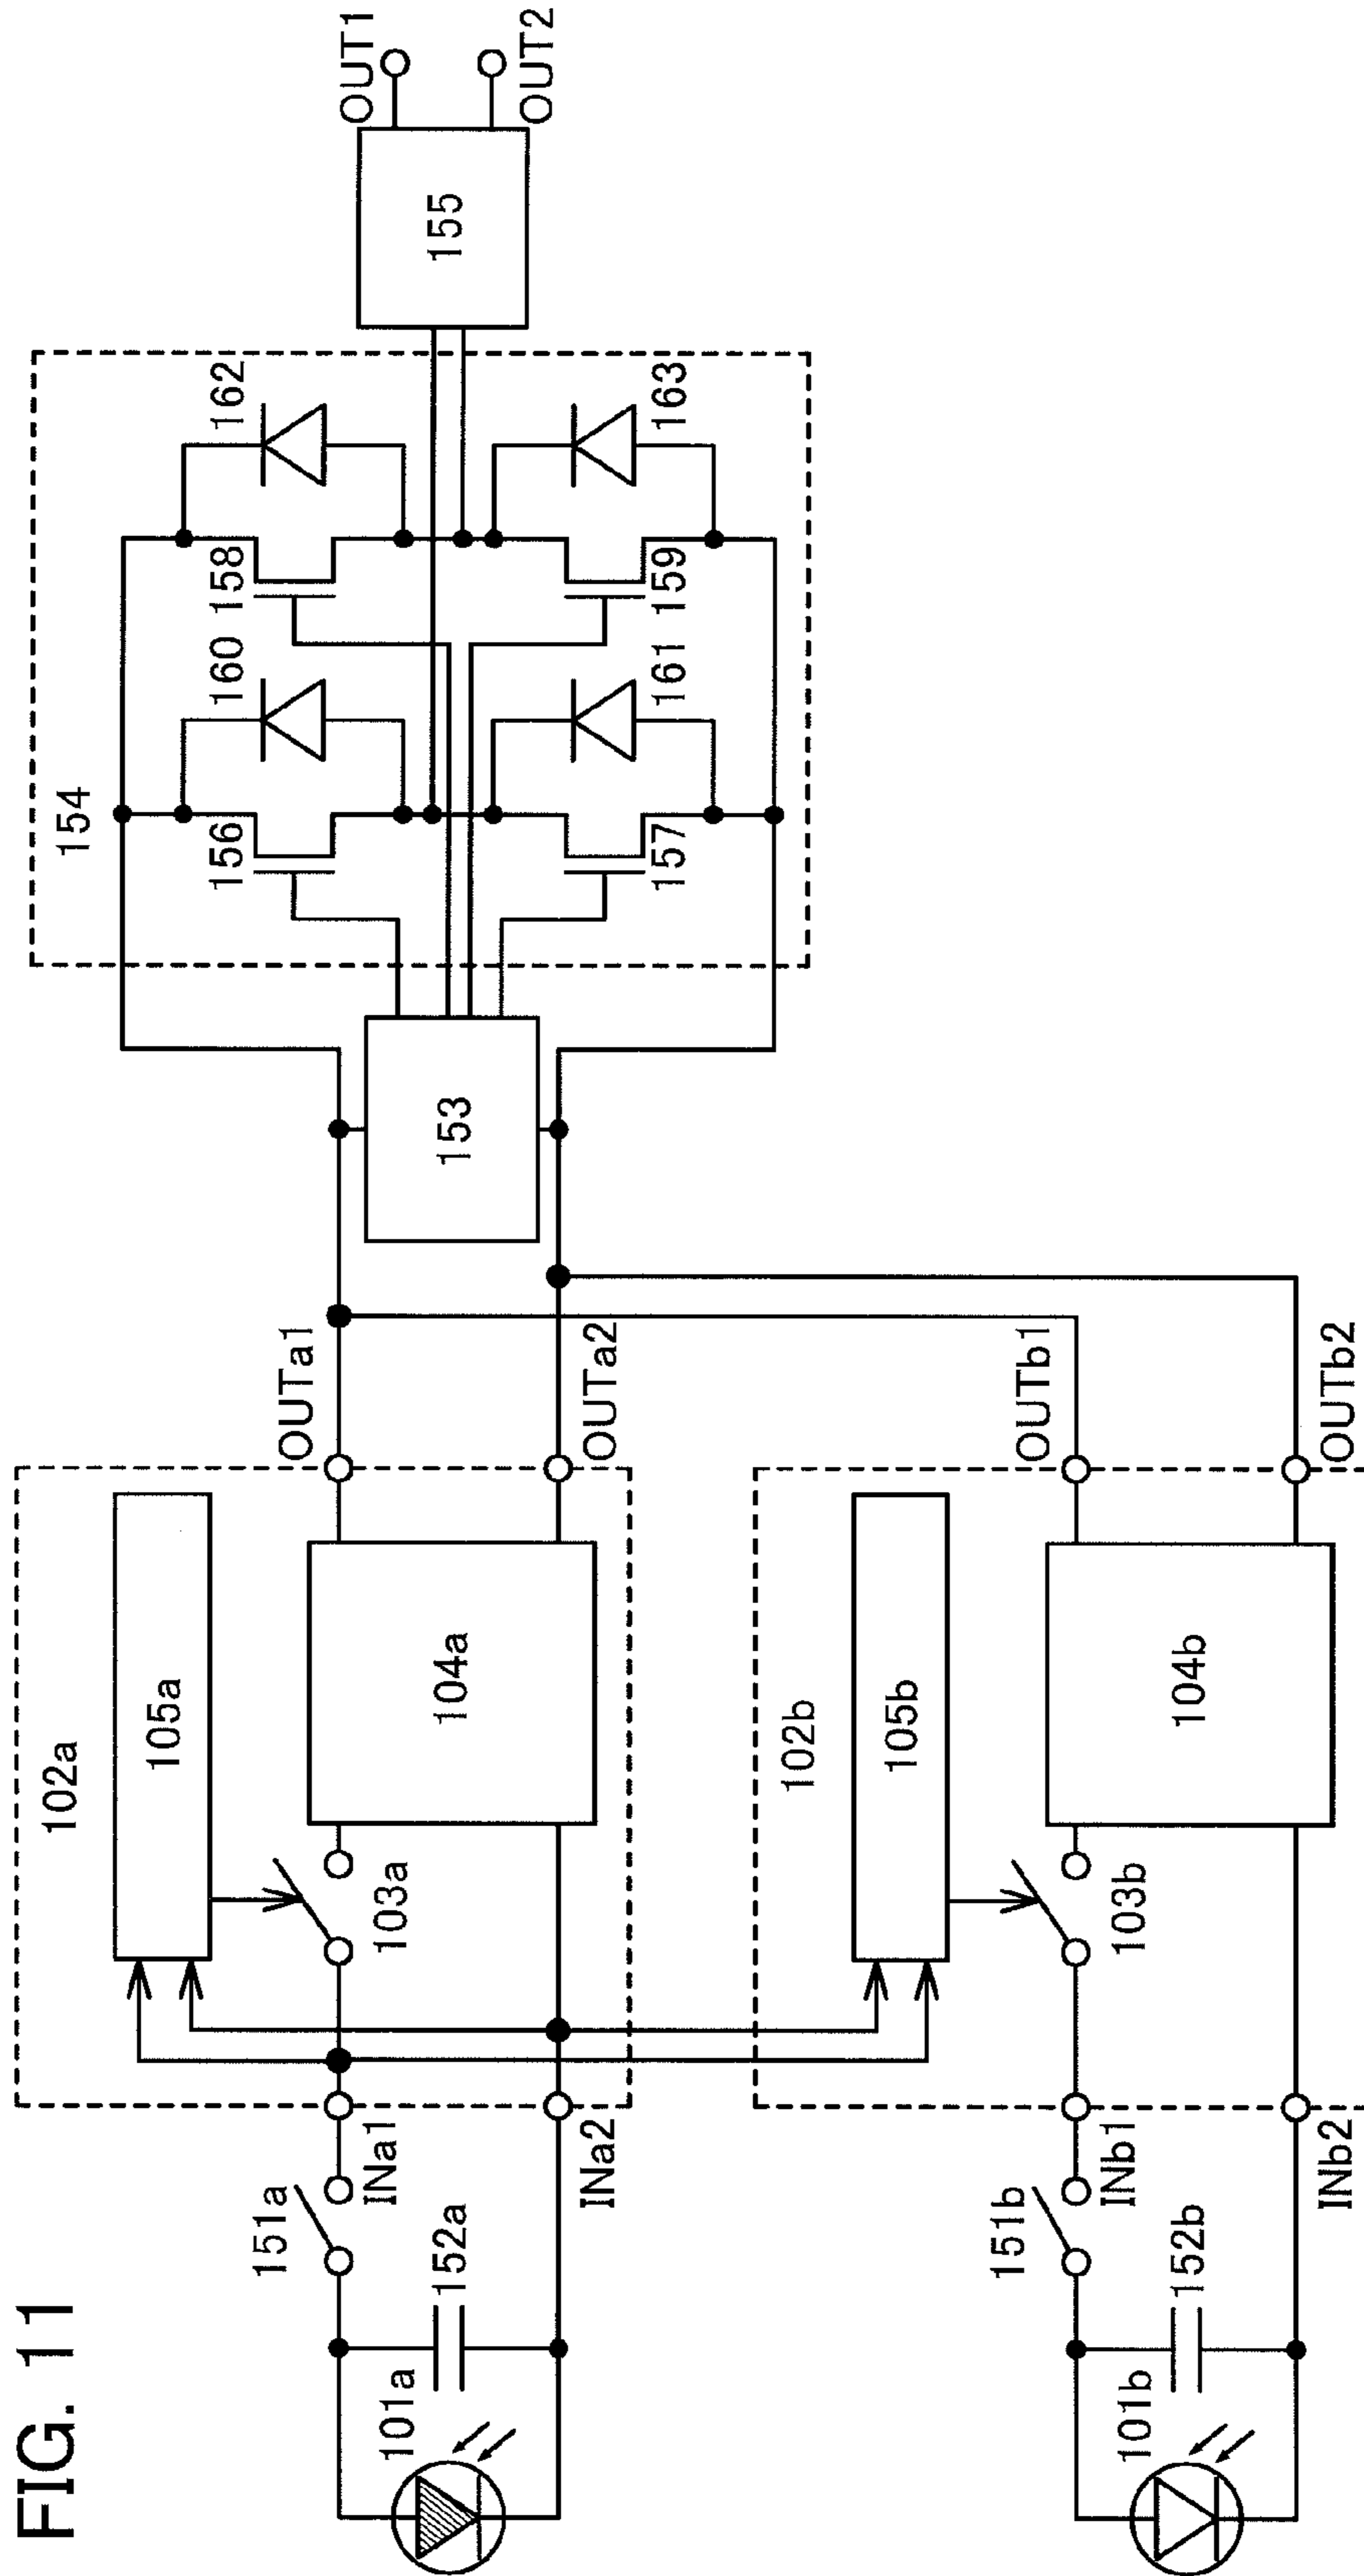 FIG. 11
101a
152a
151a
INa1
INa2
102a
105a
103a
104a
OUTa1
OUTa2
153
154
156
157
160
161
158
159
162
163
155
OUT1
OUT2
101b
152b
151b
INb1
INb2
102b
105b
103b
104b
OUTb1
OUTb2